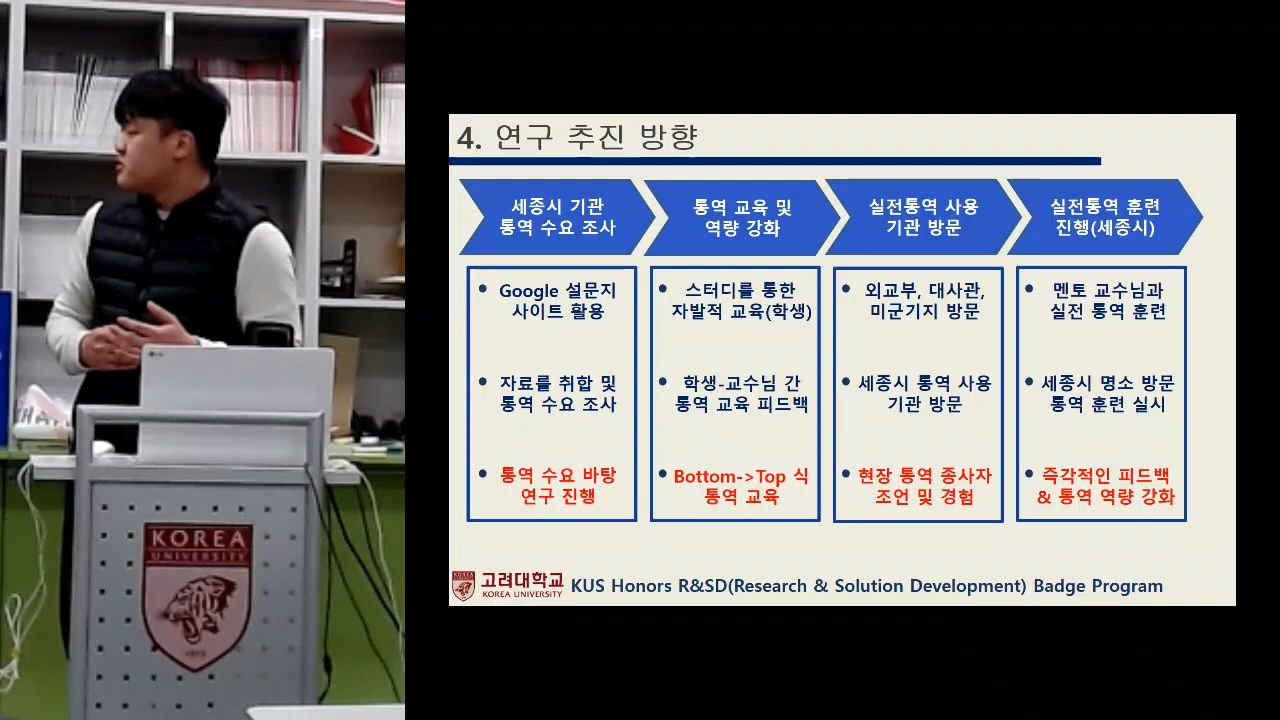 4. 연구 추진 방향
세종시 기관
통역 수요 조사
통역 교육 및
역량 강화
실전통역 사용
기관 방문
실전통역 훈련
진행(세종시)
• Google 설문지
사이트 활용
• 자료를 취합 및
통역 수요 조사
• 통역 수요 바탕
연구 진행
• 스터디를 통한
자발적 교육(학생)
• 학생-교수님 간
통역 교육 피드백
• Bottom->Top 식
통역 교육
• 외교부, 대사관,
미군기지 방문
• 세종시 통역 사용
기관 방문
• 현장 통역 종사자
조언 및 경험
• 멘토 교수님과
실전 통역 훈련
• 세종시 명소 방문
통역 훈련 실시
• 즉각적인 피드백
& 통역 역량 강화
고려대학교
KOREA UNIVERSITY
KUS Honors R&SD(Research & Solution Development) Badge Program
LG
KOREA
UNIVERSITY